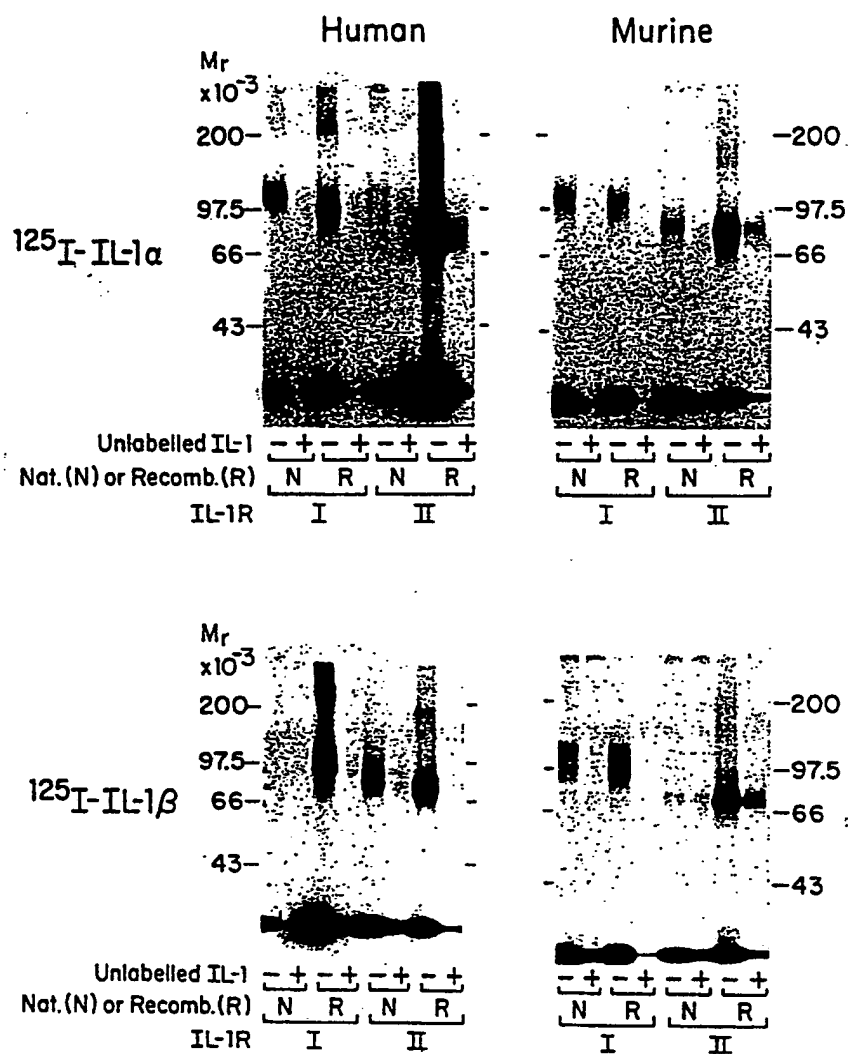 Human Murine
Mr
x10-3
200– – – –200
97.5– – – –97.5
125I-IL-1α
66– – – –66
43– – – –43
Unlabelled IL-1 – + – + – + – + – + – + – + – +
Nat.(N) or Recomb.(R) N R N R N R N R
IL-1R I II I II
Mr
x10-3
200– – – –200
97.5– – – –97.5
125I-IL-1β
66– – – –66
43– – – –43
Unlabelled IL-1 – + – + – + – + – + – + – + – +
Nat.(N) or Recomb.(R) N R N R N R N R
IL-1R I II I II